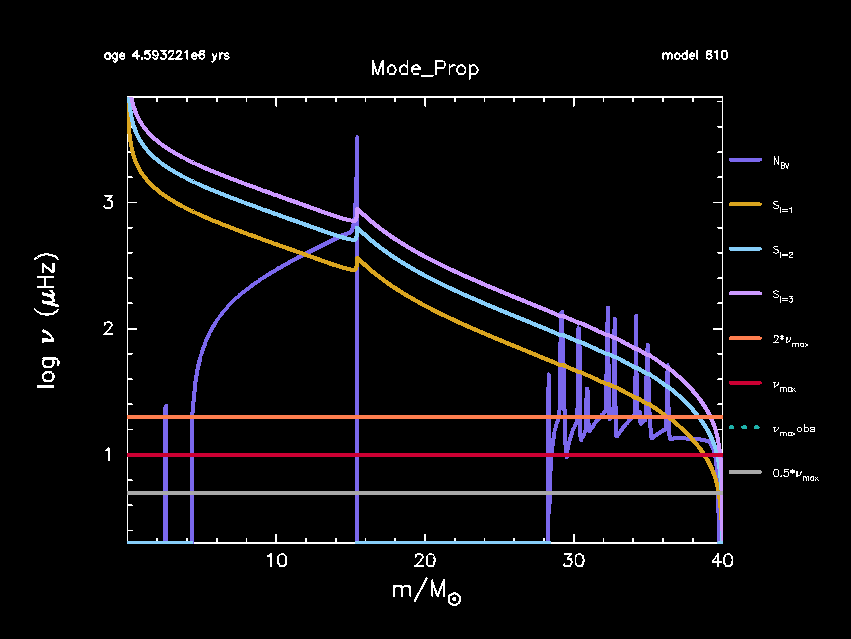 age 4.593221e6 yrs
model 610
Mode_Prop
log ν (μHz)
3
2
1
10
20
30
40
m/M⊙
N_BV
S_l=1
S_l=2
S_l=3
2*ν_max
ν_max
ν_max obs
0.5*ν_max